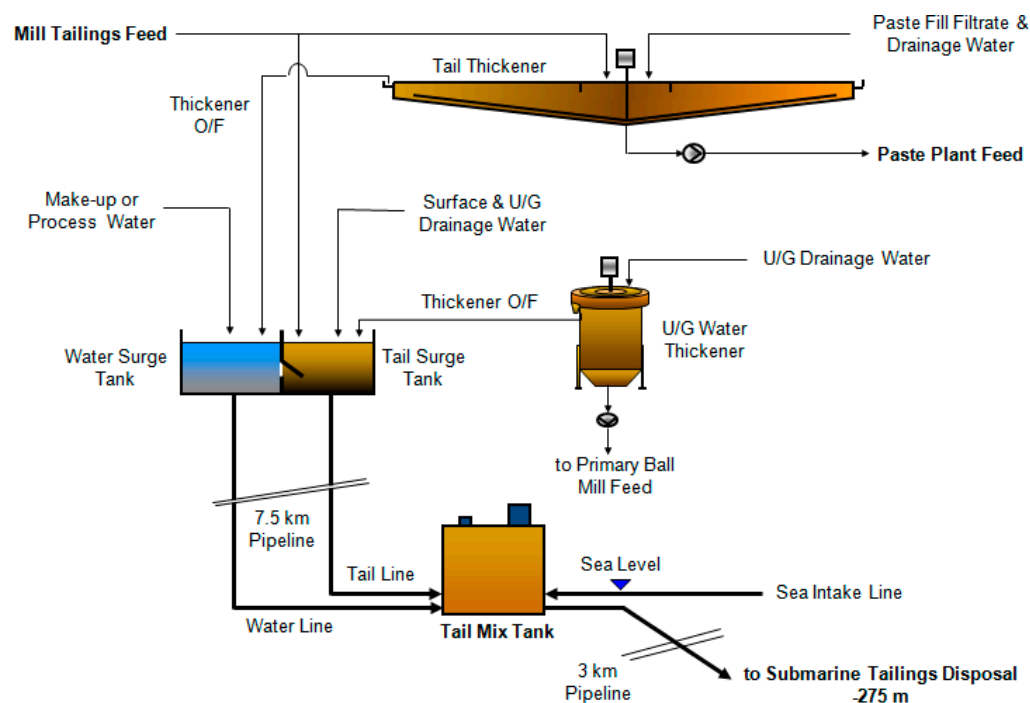 Mill Tailings Feed
Paste Fill Filtrate &
Drainage Water
Tail Thickener
Thickener
O/F
Paste Plant Feed
Make-up or
Process Water
Surface & U/G
Drainage Water
U/G Drainage Water
Thickener O/F
U/G Water
Thickener
Water Surge
Tank
Tail Surge
Tank
to Primary Ball
Mill Feed
7.5 km
Pipeline
Sea Level
Tail Line
Sea Intake Line
Water Line
Tail Mix Tank
3 km
Pipeline
to Submarine Tailings Disposal
-275 m